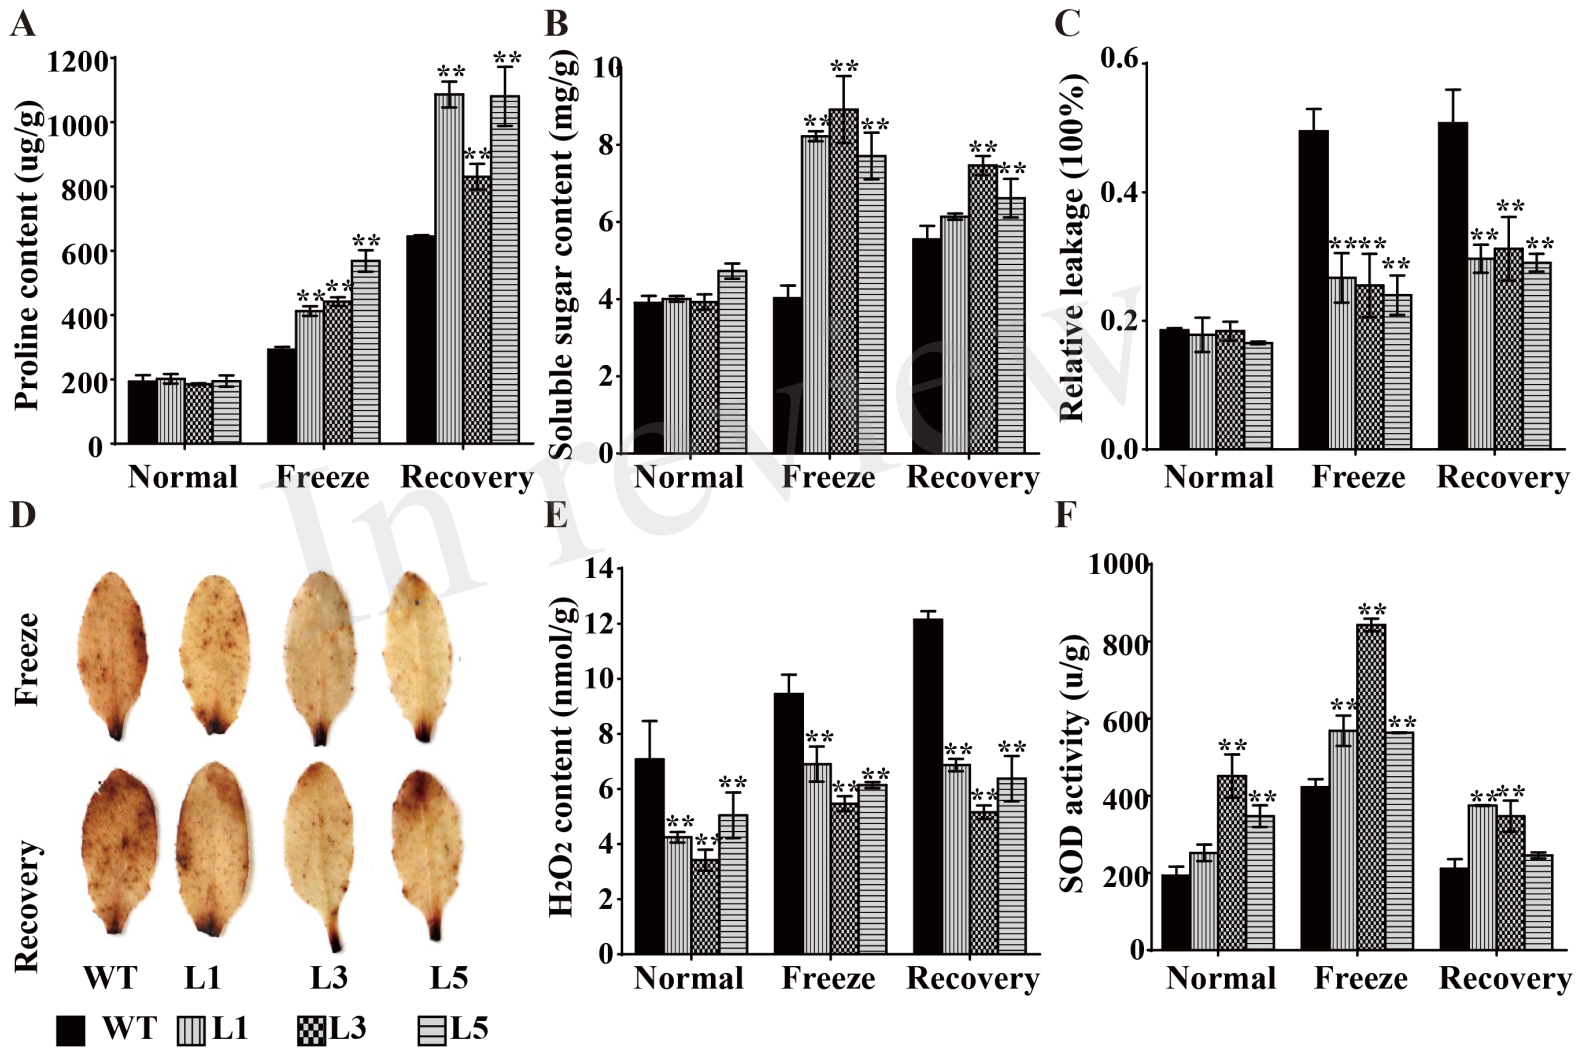 A
Proline content (ug/g)
1200
1000
800
600
400
200
0
** ** ** ** ** **
Normal Freeze Recovery
B
Soluble sugar content (mg/g)
10
8
6
4
2
0
** ** ** ** **
Normal Freeze Recovery
C
Relative leakage (100%)
0.6
0.4
0.2
0.0
** ** ** ** ** **
Normal Freeze Recovery
In review
D
Freeze
Recovery
WT L1 L3 L5
E
H2O2 content (nmol/g)
14
12
10
8
6
4
2
0
** ** ** ** ** ** ** ** **
Normal Freeze Recovery
F
SOD activity (u/g)
1000
800
600
400
200
0
** ** ** ** ** ** **
Normal Freeze Recovery
WT L1 L3 L5